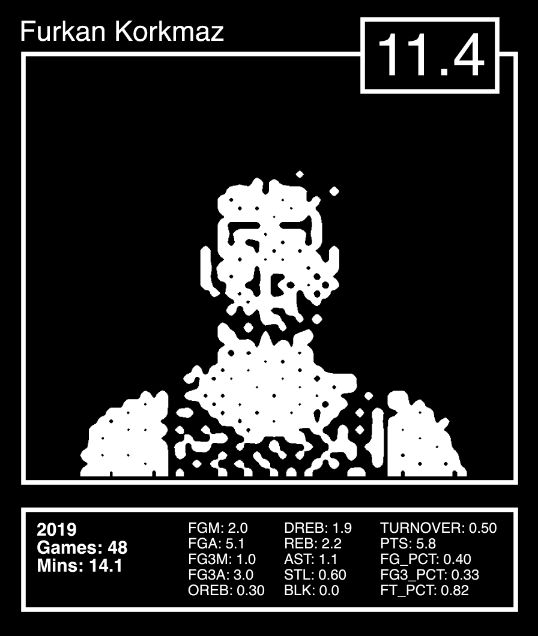 Furkan Korkmaz
11.4
2019
Games: 48
Mins: 14.1
FGM: 2.0
FGA: 5.1
FG3M: 1.0
FG3A: 3.0
OREB: 0.30
DREB: 1.9
REB: 2.2
AST: 1.1
STL: 0.60
BLK: 0.0
TURNOVER: 0.50
PTS: 5.8
FG_PCT: 0.40
FG3_PCT: 0.33
FT_PCT: 0.82